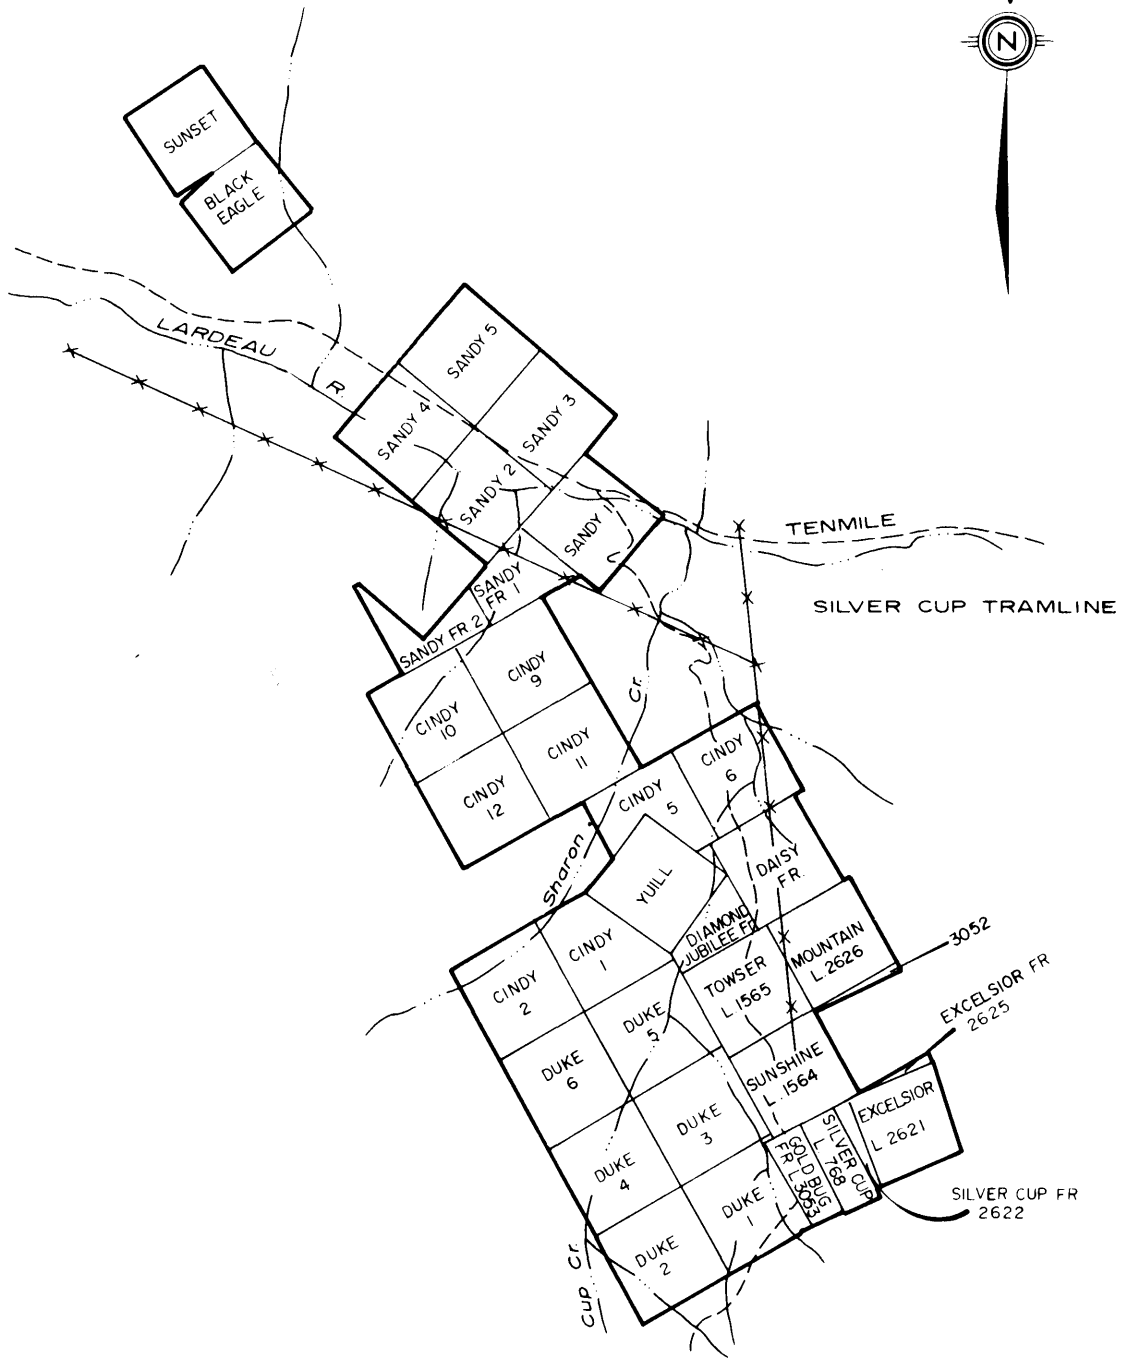 N
SUNSET
BLACK
EAGLE
LARDEAU
R.
SANDY 5
SANDY 4
SANDY 3
SANDY 2
SANDY 1
TENMILE
SILVER CUP TRAMLINE
SANDY
FR 1
SANDY FR 2
CINDY
9
CINDY
10
CINDY
11
CINDY
12
Cr.
CINDY
6
CINDY
5
Sharon
YUILL
DAISY
FR.
DIAMOND
JUBILEE FR
MOUNTAIN
L.2626
3052
CINDY
1
CINDY
2
TOWSER
L.1565
EXCELSIOR FR
2625
DUKE
5
DUKE
6
SUNSHINE
L.1564
EXCELSIOR
L 2621
DUKE
3
DUKE
4
SILVER CUP
L 768
GOLD BUG
FR L 3053
SILVER CUP FR
2622
DUKE
1
DUKE
2
Cup Cr.